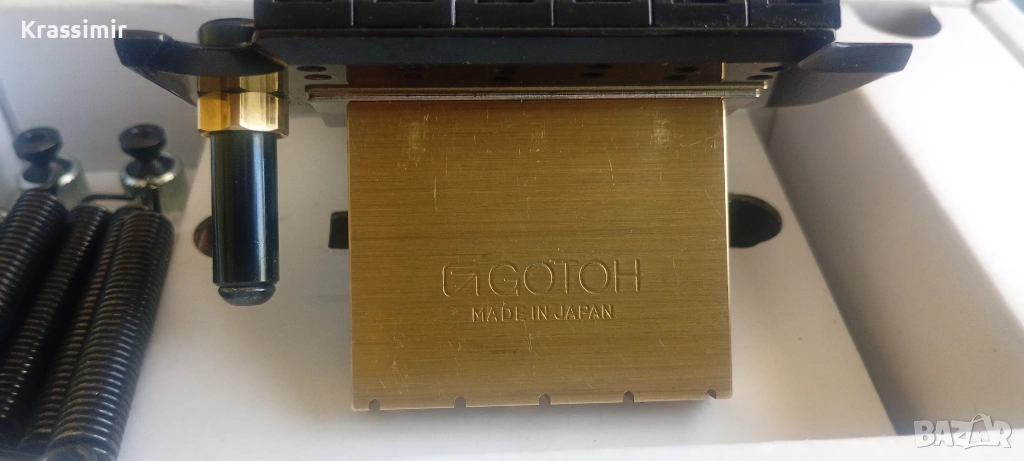 Krassimir
GOTOH
MADE IN JAPAN
BAZAR